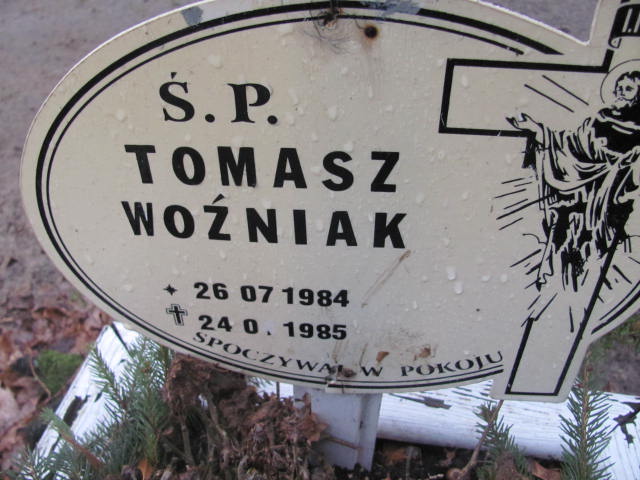 Ś.P.
TOMASZ
WOŹNIAK
26 07 1984
24 0 1985
SPOCZYWAJ W POKOJU